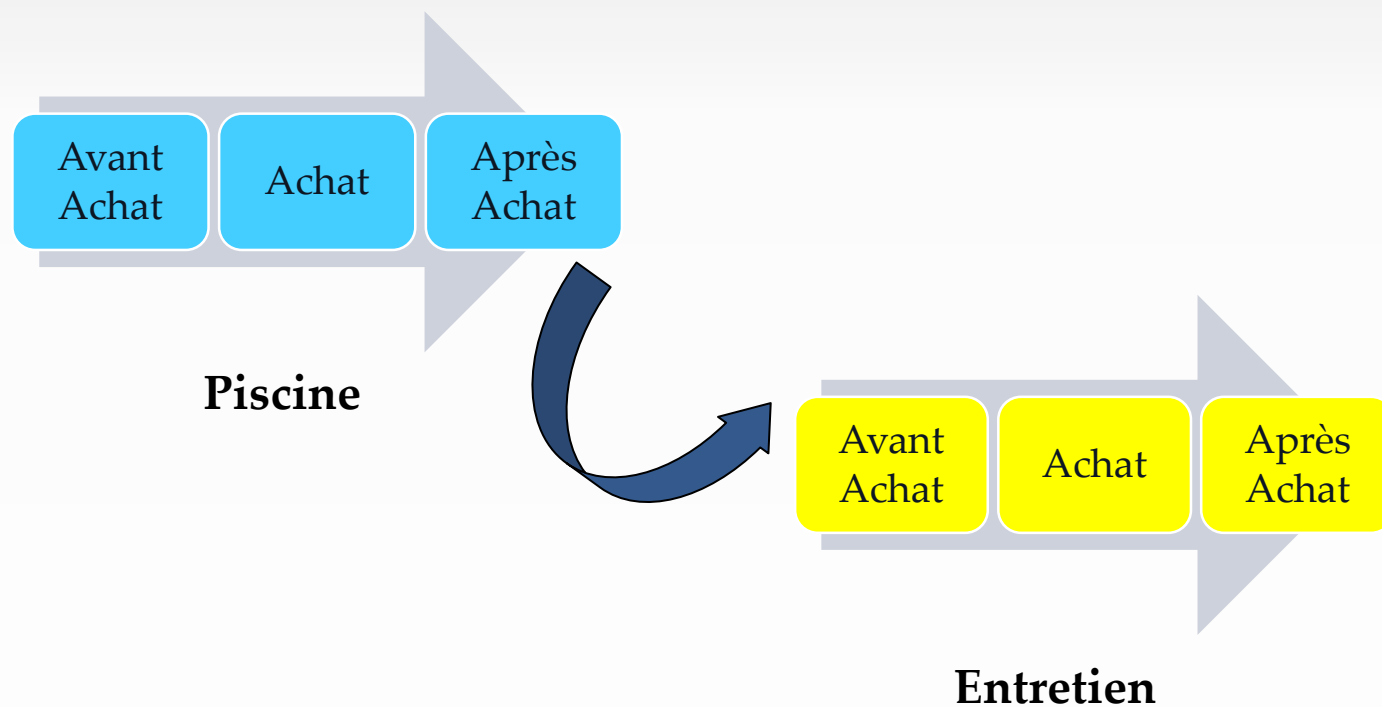 Avant
Achat
Achat
Après
Achat
Piscine
Avant
Achat
Achat
Après
Achat
Entretien